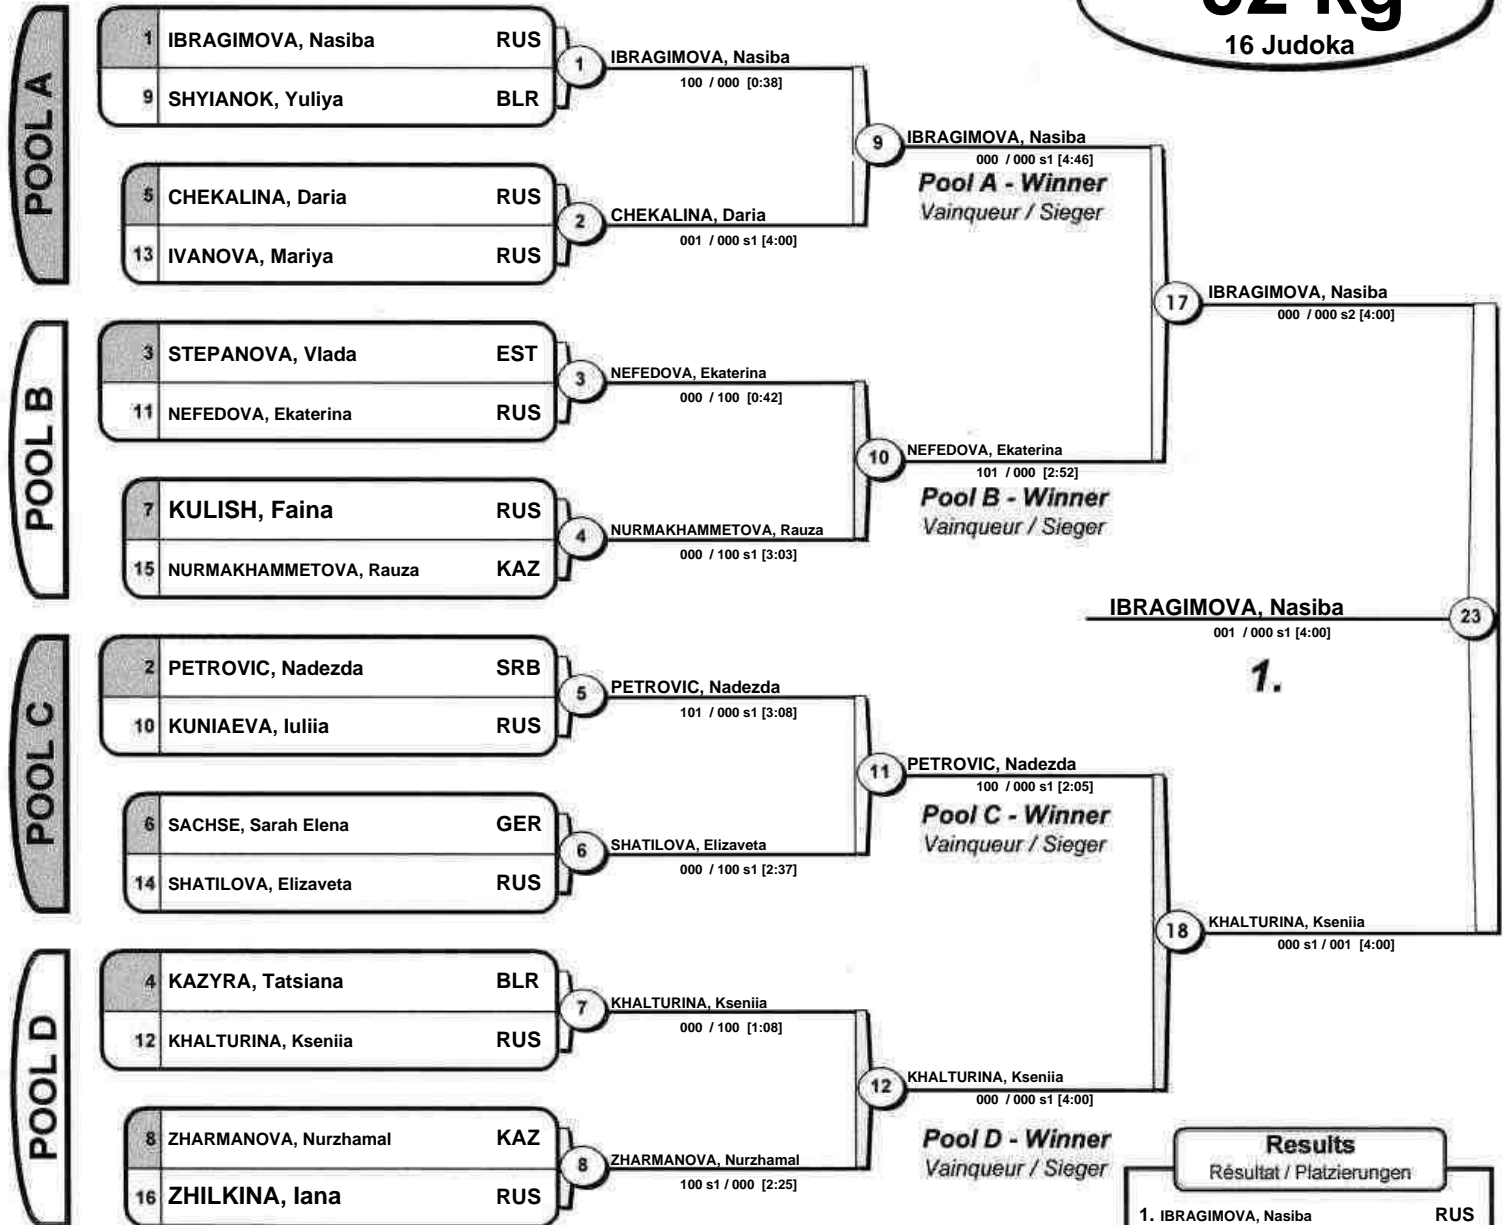 16 Judoka
POOL A
1 IBRAGIMOVA, Nasiba RUS
9 SHYIANOK, Yuliya BLR
1
IBRAGIMOVA, Nasiba
100 / 000 [0:38]
5 CHEKALINA, Daria RUS
13 IVANOVA, Mariya RUS
2
CHEKALINA, Daria
001 / 000 s1 [4:00]
9
IBRAGIMOVA, Nasiba
000 / 000 s1 [4:46]
Pool A - Winner
Vainqueur / Sieger
POOL B
3 STEPANOVA, Vlada EST
11 NEFEDOVA, Ekaterina RUS
3
NEFEDOVA, Ekaterina
000 / 100 [0:42]
7 KULISH, Faina RUS
15 NURMAKHAMMETOVA, Rauza KAZ
4
NURMAKHAMMETOVA, Rauza
000 / 100 s1 [3:03]
10
NEFEDOVA, Ekaterina
101 / 000 [2:52]
Pool B - Winner
Vainqueur / Sieger
17
IBRAGIMOVA, Nasiba
000 / 000 s2 [4:00]
POOL C
2 PETROVIC, Nadezda SRB
10 KUNIAEVA, Iuliia RUS
5
PETROVIC, Nadezda
101 / 000 s1 [3:08]
6 SACHSE, Sarah Elena GER
14 SHATILOVA, Elizaveta RUS
6
SHATILOVA, Elizaveta
000 / 100 s1 [2:37]
11
PETROVIC, Nadezda
100 / 000 s1 [2:05]
Pool C - Winner
Vainqueur / Sieger
POOL D
4 KAZYRA, Tatsiana BLR
12 KHALTURINA, Kseniia RUS
7
KHALTURINA, Kseniia
000 / 100 [1:08]
8 ZHARMANOVA, Nurzhamal KAZ
16 ZHILKINA, Iana RUS
8
ZHARMANOVA, Nurzhamal
100 s1 / 000 [2:25]
12
KHALTURINA, Kseniia
000 / 000 s1 [4:00]
Pool D - Winner
Vainqueur / Sieger
18
KHALTURINA, Kseniia
000 s1 / 001 [4:00]
23
IBRAGIMOVA, Nasiba
001 / 000 s1 [4:00]
1.
Results
Résultat / Platzierungen
1. IBRAGIMOVA, Nasiba RUS